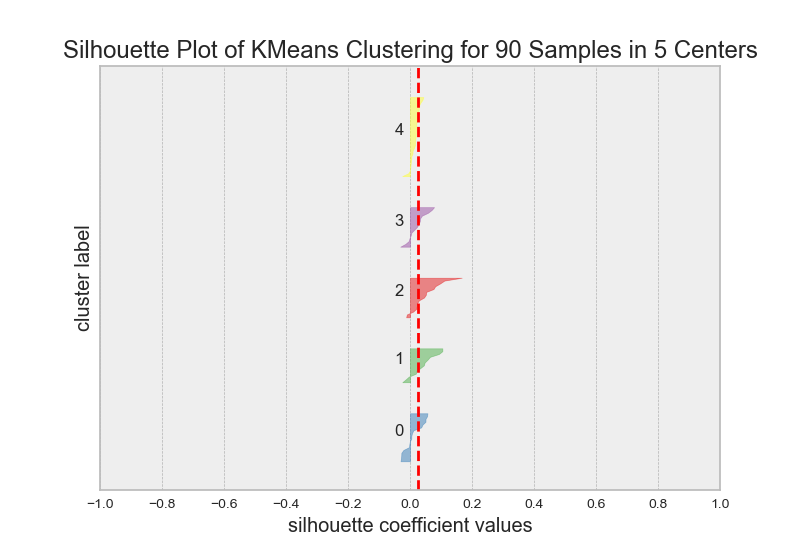 Silhouette Plot of KMeans Clustering for 90 Samples in 5 Centers
cluster label
4
3
2
1
0
−1.0 −0.8 −0.6 −0.4 −0.2 0.0 0.2 0.4 0.6 0.8 1.0
silhouette coefficient values